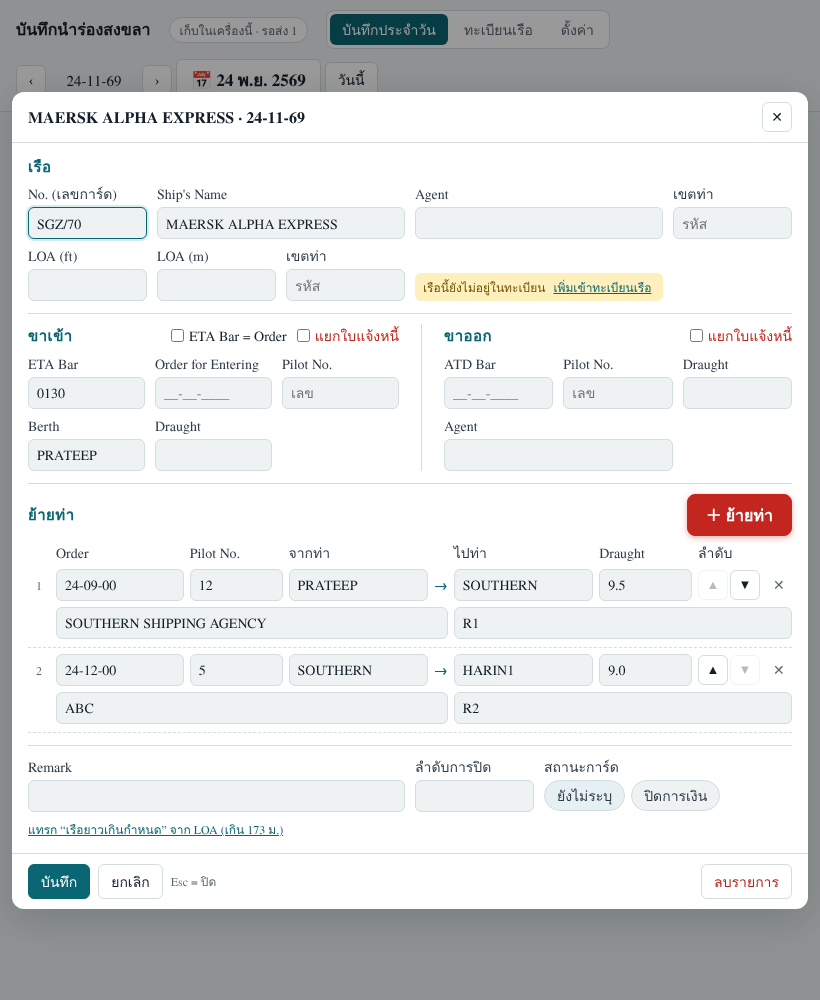 บันทึกนำร่องสงขลา เก็บในเครื่องนี้ · รอส่ง 1 บันทึกประจำวัน ทะเบียนเรือ ตั้งค่า
‹ 24-11-69 › 📅 24 พ.ย. 2569 วันนี้
MAERSK ALPHA EXPRESS · 24-11-69 ✕
เรือ
No. (เลขการ์ด) Ship's Name Agent เขตท่า
SGZ/70 MAERSK ALPHA EXPRESS รหัส
LOA (ft) LOA (m) เขตท่า
รหัส เรือนี้ยังไม่อยู่ในทะเบียน เพิ่มเข้าทะเบียนเรือ
ขาเข้า ETA Bar = Order แยกใบแจ้งหนี้ ขาออก แยกใบแจ้งหนี้
ETA Bar Order for Entering Pilot No. ATD Bar Pilot No. Draught
0130 __-__-____ เลข __-__-____ เลข
Berth Draught Agent
PRATEEP
ย้ายท่า + ย้ายท่า
Order Pilot No. จากท่า ไปท่า Draught ลำดับ
1 24-09-00 12 PRATEEP → SOUTHERN 9.5 ▲ ▼ ✕
SOUTHERN SHIPPING AGENCY R1
2 24-12-00 5 SOUTHERN → HARIN1 9.0 ▲ ▼ ✕
ABC R2
Remark ลำดับการปิด สถานะการ์ด
ยังไม่ระบุ ปิดการเงิน
แทรก “เรือยาวเกินกำหนด” จาก LOA (เกิน 173 ม.)
บันทึก ยกเลิก Esc = ปิด ลบรายการ